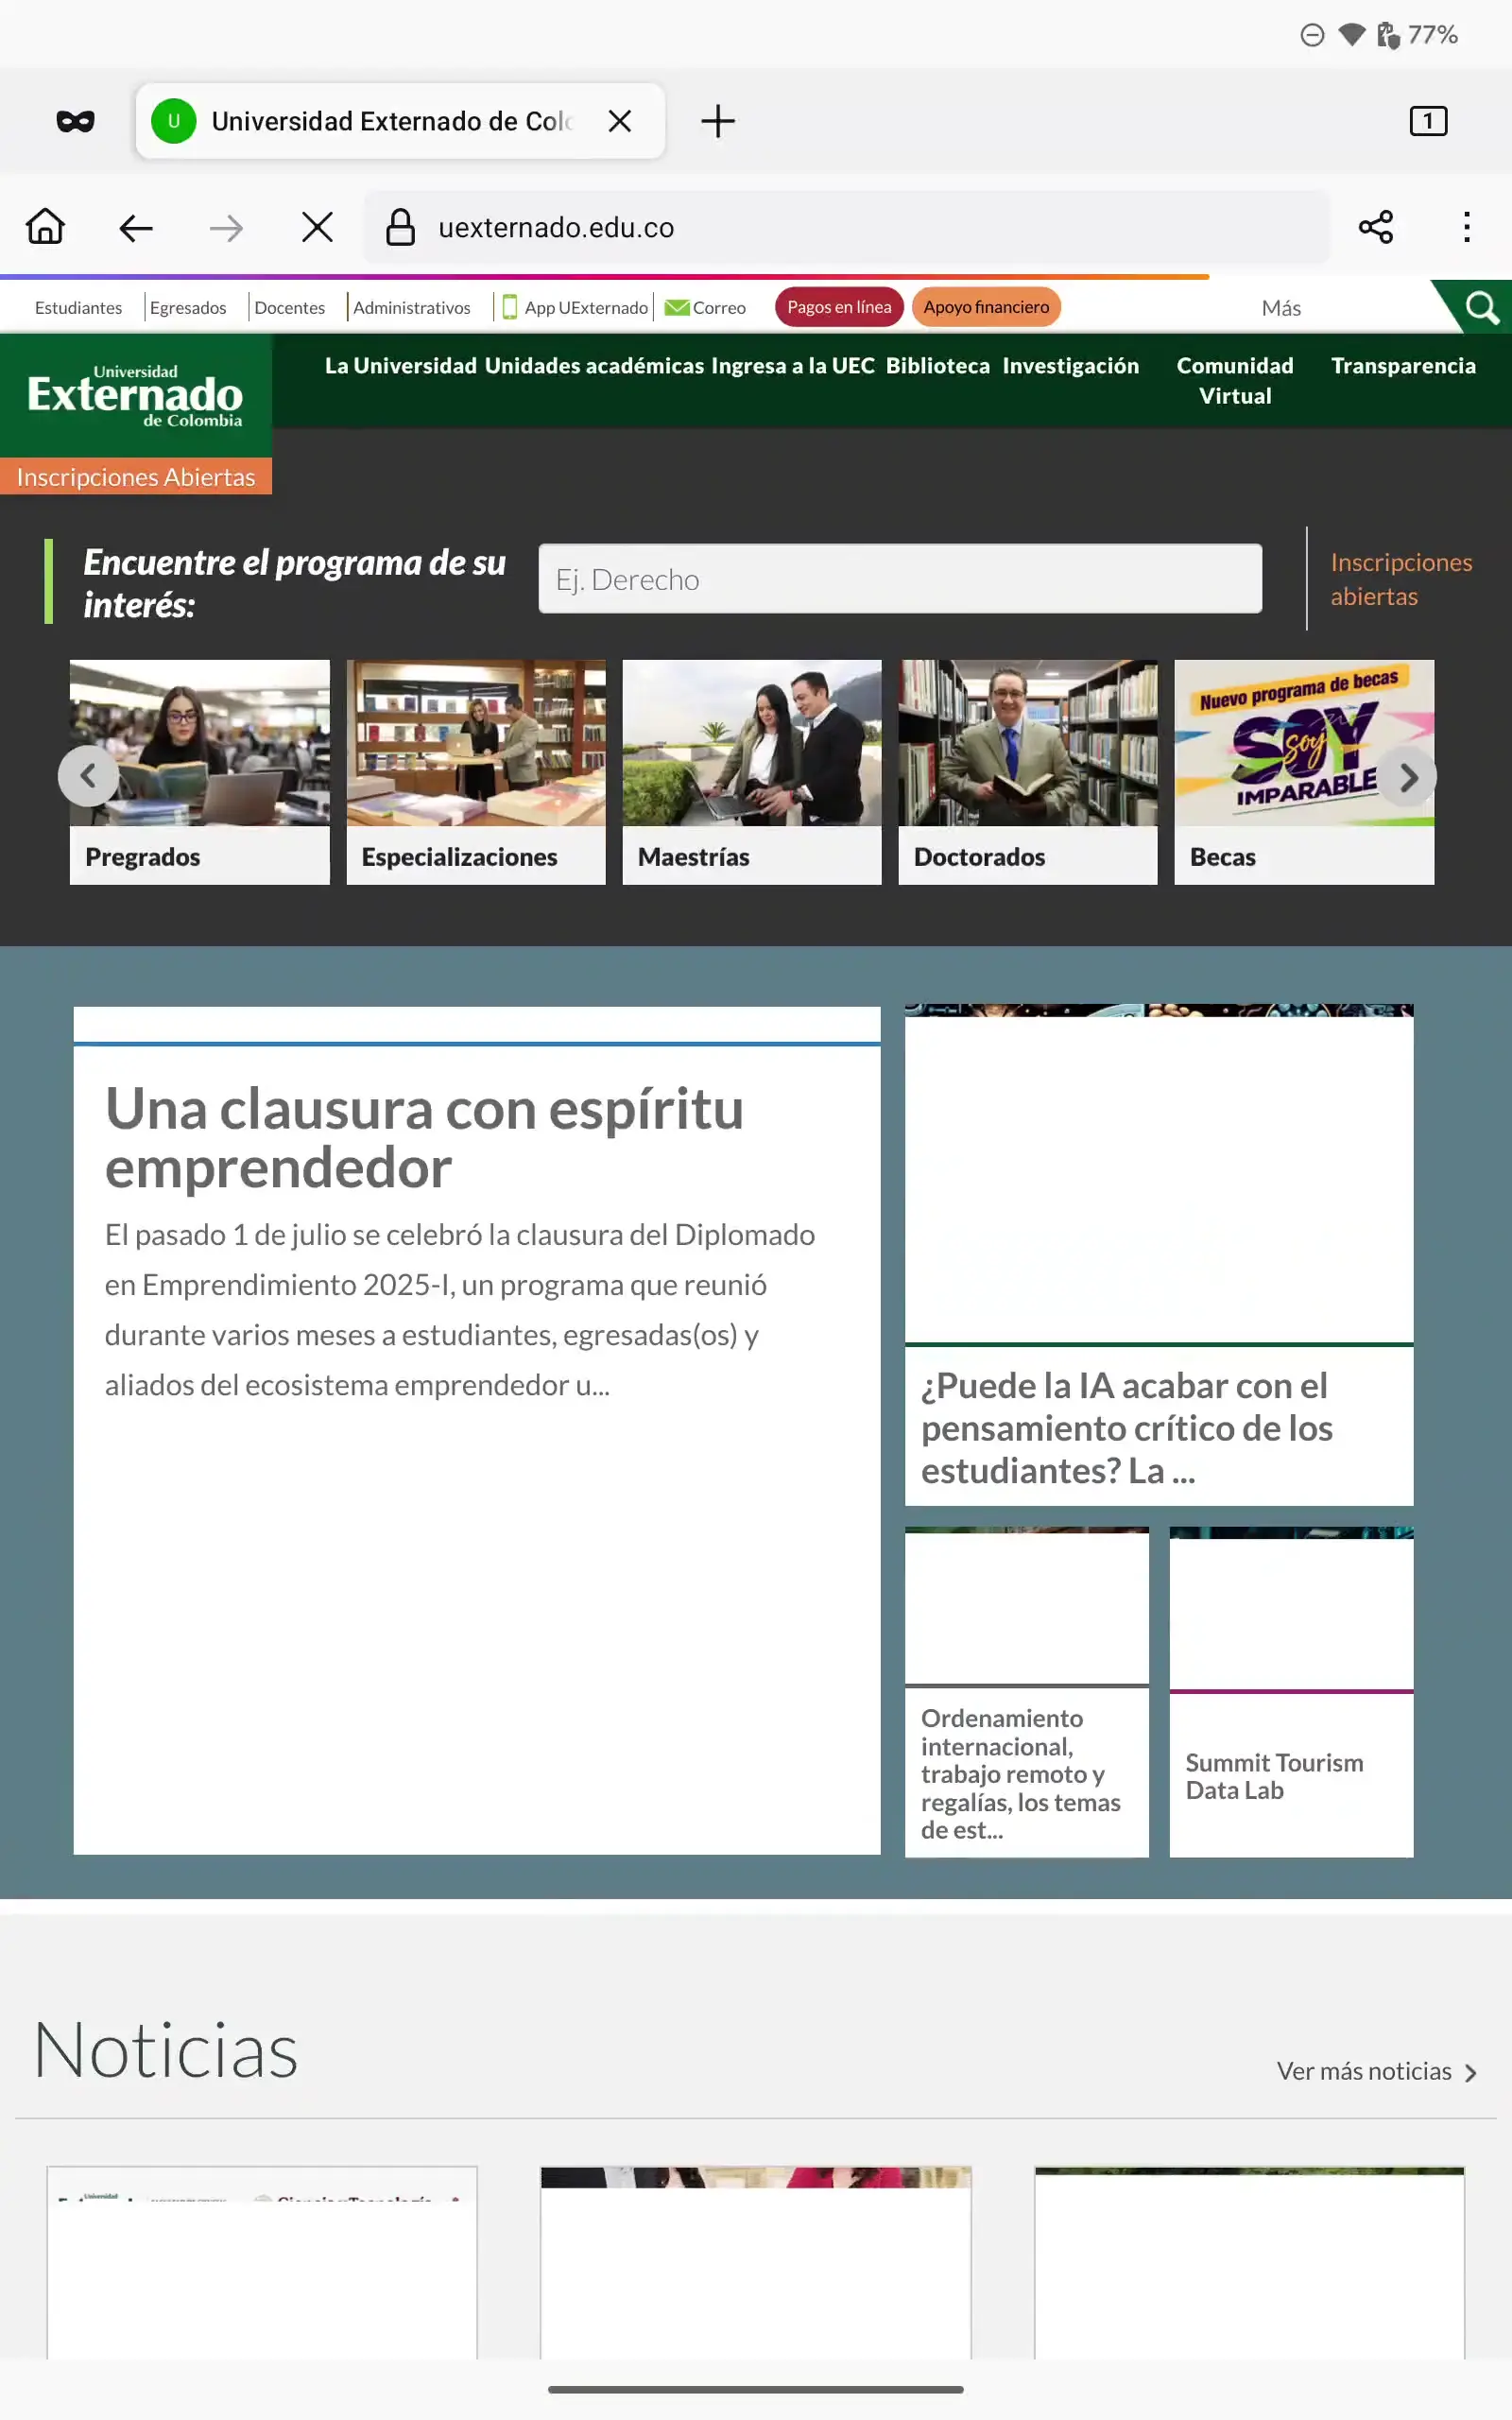 77%
U Universidad Externado de Col
1
uexternado.edu.co
Estudiantes Egresados Docentes Administrativos App UExternado Correo Pagos en línea Apoyo financiero Más
Universidad
Externado
de Colombia
La Universidad Unidades académicas Ingresa a la UEC Biblioteca Investigación Comunidad Virtual Transparencia
Inscripciones Abiertas
Encuentre el programa de su
interés:
Ej. Derecho
Inscripciones
abiertas
Nuevo programa de becas
soy
SOY
IMPARABLE
Pregrados Especializaciones Maestrías Doctorados Becas
Una clausura con espíritu
emprendedor
El pasado 1 de julio se celebró la clausura del Diplomado
en Emprendimiento 2025-I, un programa que reunió
durante varios meses a estudiantes, egresadas(os) y
aliados del ecosistema emprendedor u...
¿Puede la IA acabar con el
pensamiento crítico de los
estudiantes? La ...
Ordenamiento
internacional,
trabajo remoto y
regalías, los temas
de est...
Summit Tourism
Data Lab
Noticias
Ver más noticias